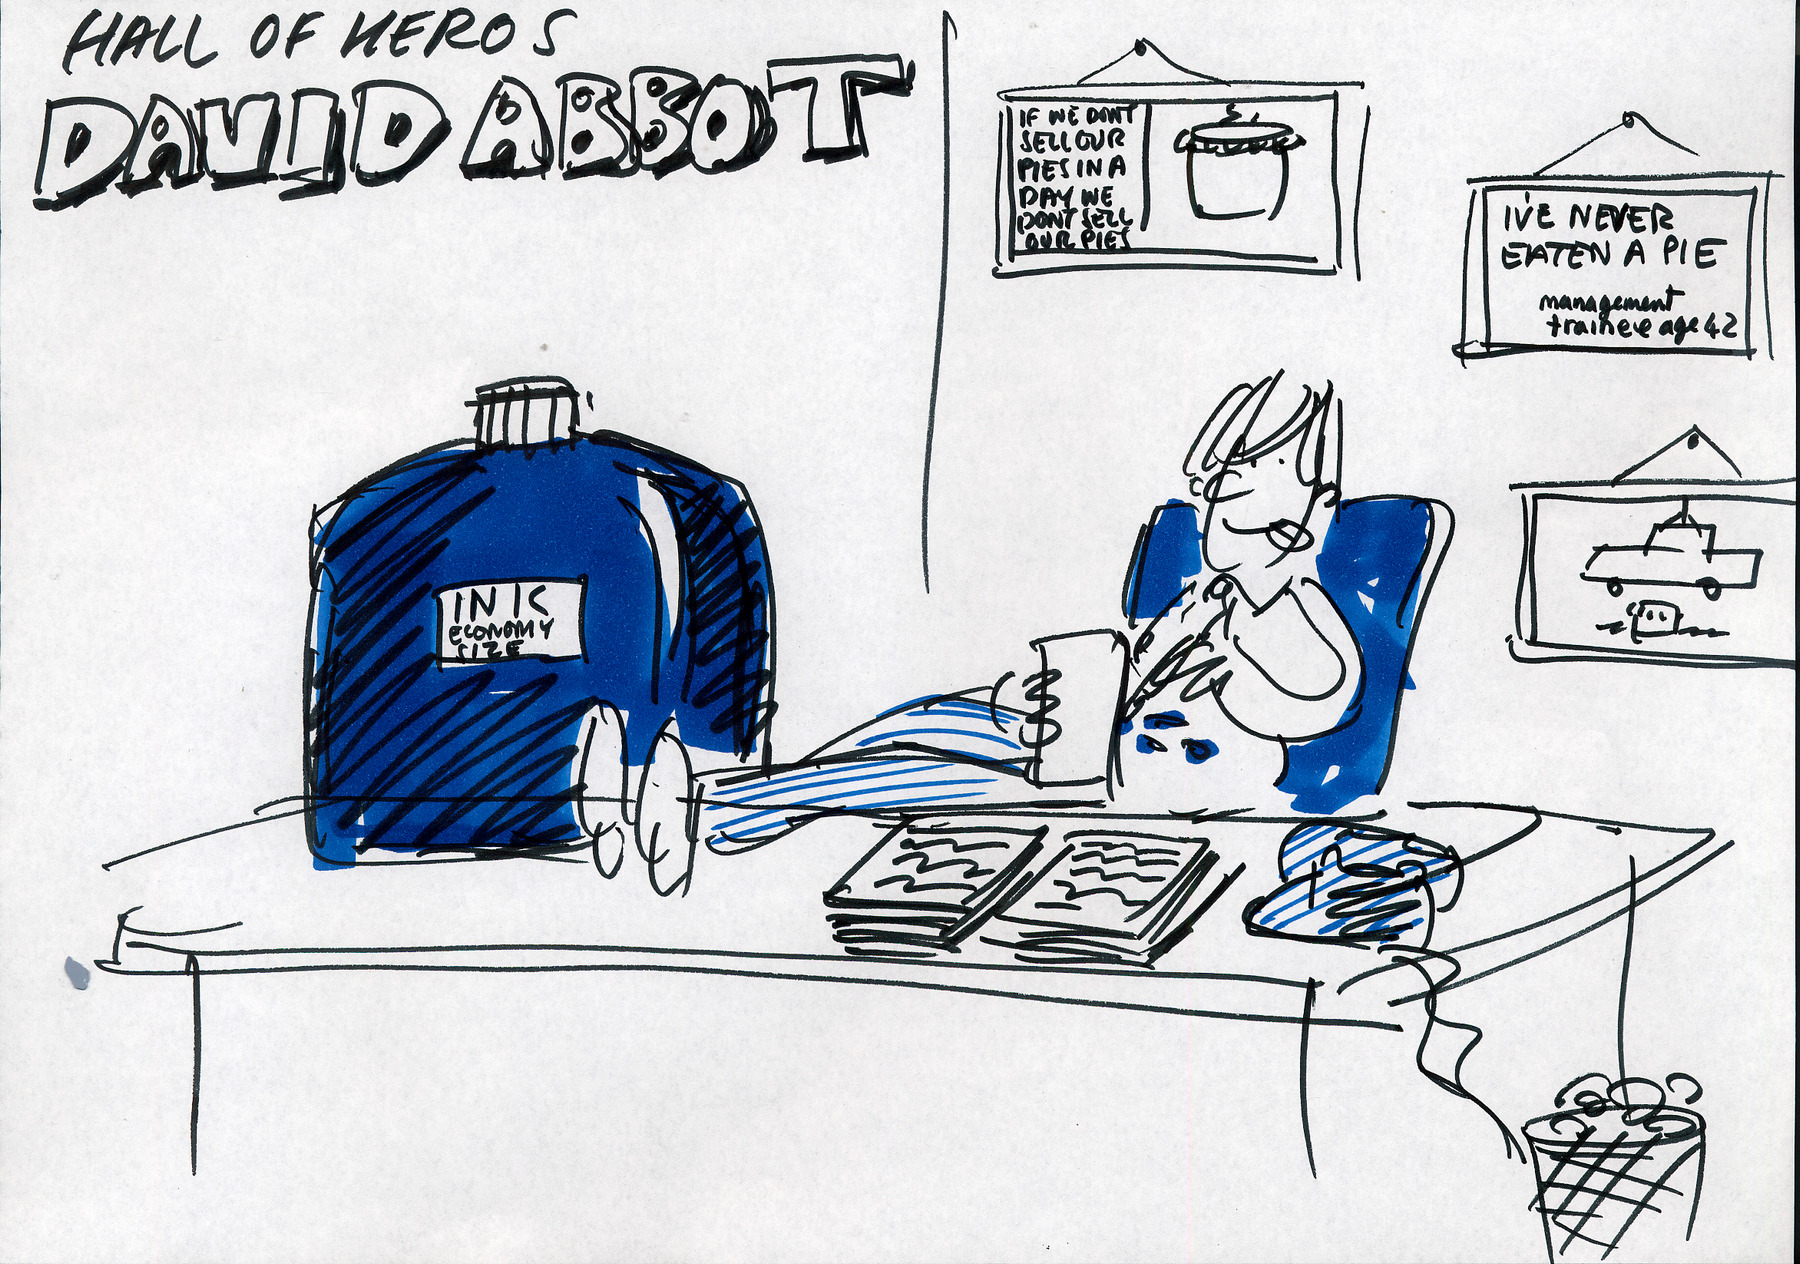 HALL OF HEROS
DAVID ABBOT
IF WE DONT
SELL OUR
PIES IN A
DAY WE
DONT SELL
OUR PIES
I'VE NEVER
EATEN A PIE
management
trainee age 42
INK
ECONOMY
SIZE